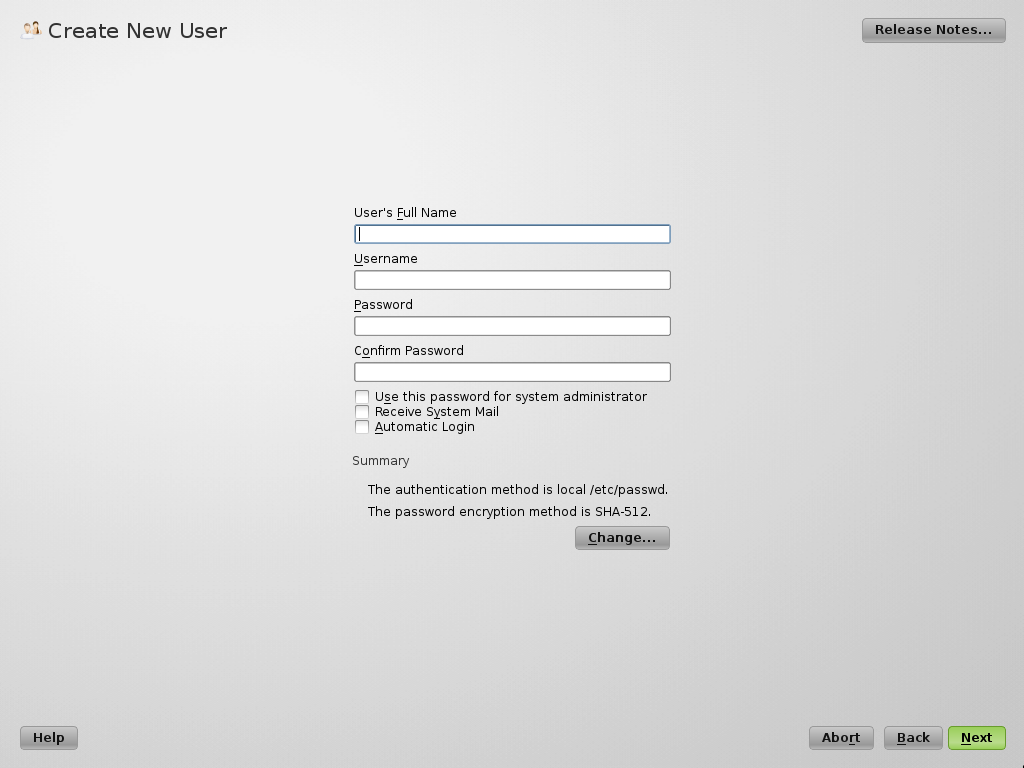 Create New User
Release Notes...
User's Full Name
Username
Password
Confirm Password
Use this password for system administrator
Receive System Mail
Automatic Login
Summary
The authentication method is local /etc/passwd.
The password encryption method is SHA-512.
Change...
Help
Abort
Back
Next